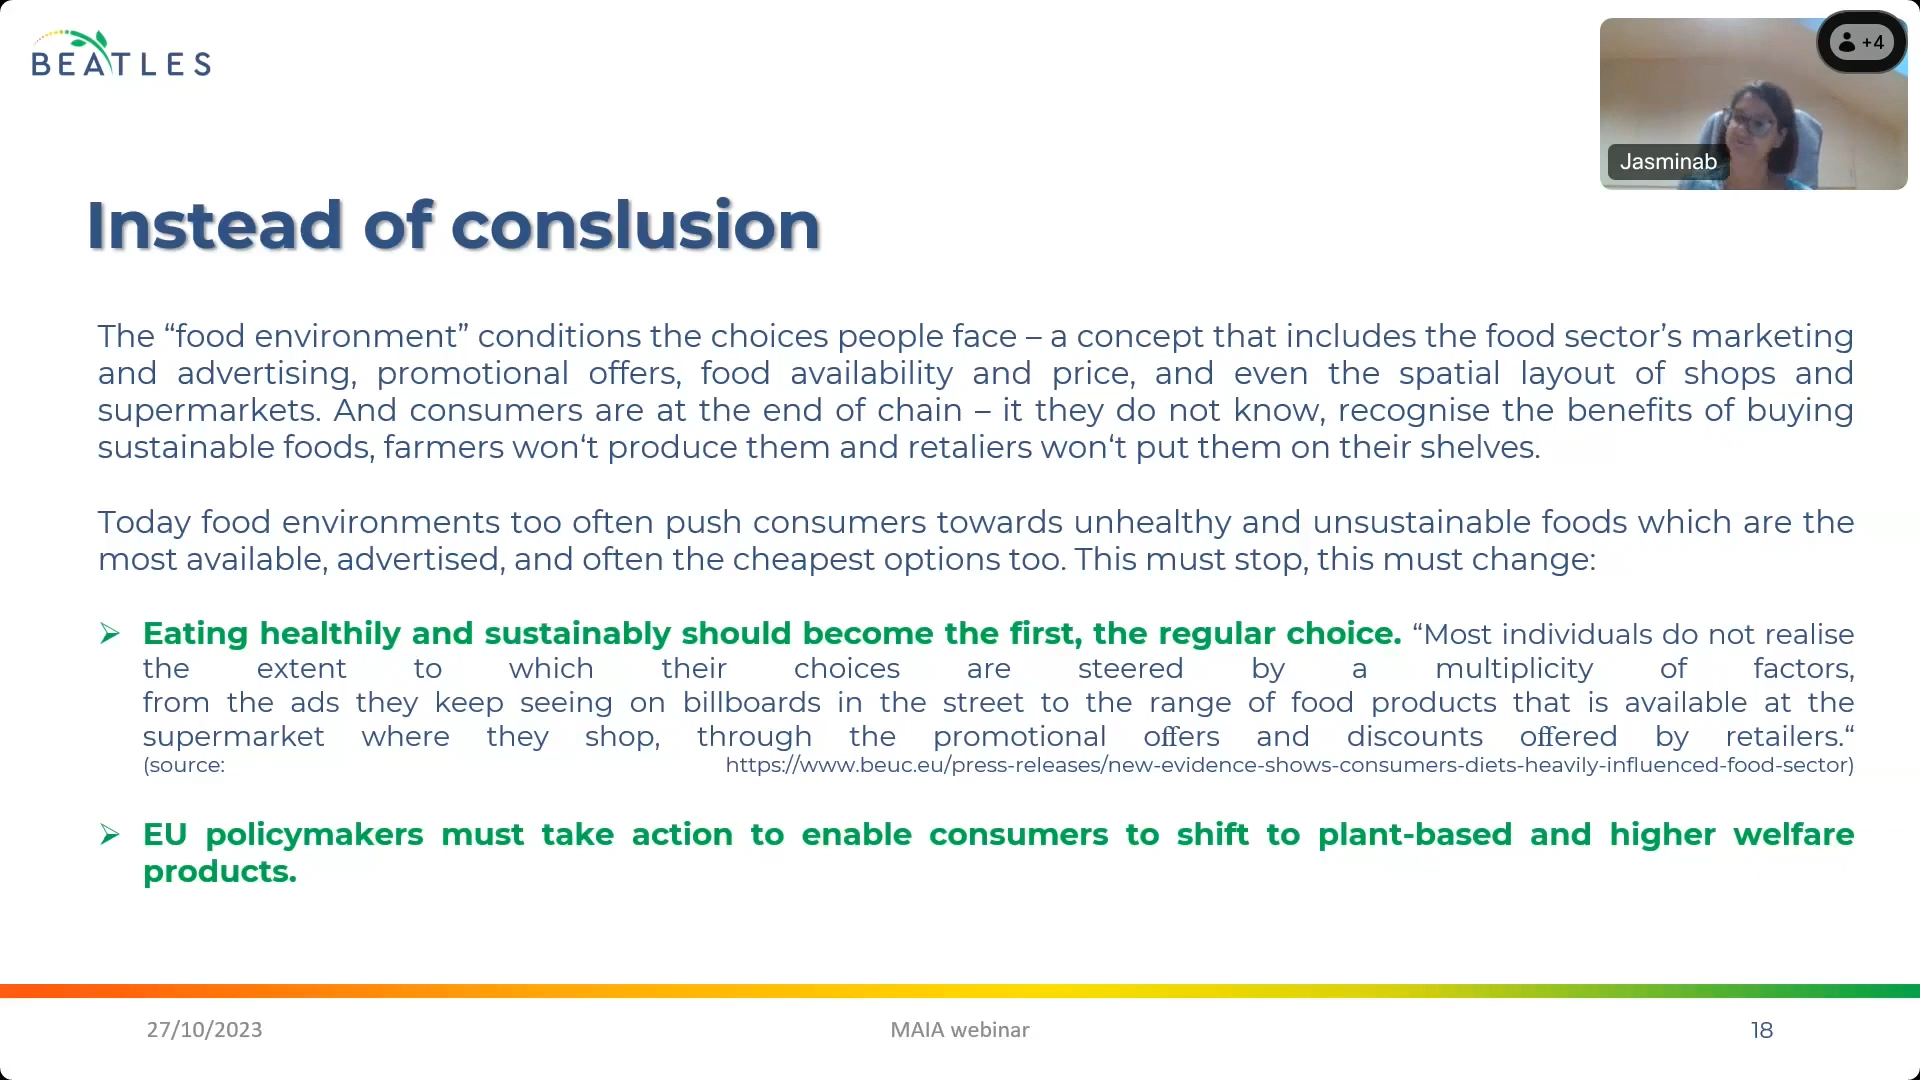 BEATLES
+4
Jasminab
Instead of conslusion
The “food environment” conditions the choices people face – a concept that includes the food sector’s marketing
and advertising, promotional offers, food availability and price, and even the spatial layout of shops and
supermarkets. And consumers are at the end of chain – it they do not know, recognise the benefits of buying
sustainable foods, farmers won‘t produce them and retaliers won‘t put them on their shelves.
Today food environments too often push consumers towards unhealthy and unsustainable foods which are the
most available, advertised, and often the cheapest options too. This must stop, this must change:
➢ Eating healthily and sustainably should become the first, the regular choice. “Most individuals do not realise
the extent to which their choices are steered by a multiplicity of factors,
from the ads they keep seeing on billboards in the street to the range of food products that is available at the
supermarket where they shop, through the promotional offers and discounts offered by retailers.“
(source: https://www.beuc.eu/press-releases/new-evidence-shows-consumers-diets-heavily-influenced-food-sector)
➢ EU policymakers must take action to enable consumers to shift to plant-based and higher welfare
products.
27/10/2023
MAIA webinar
18